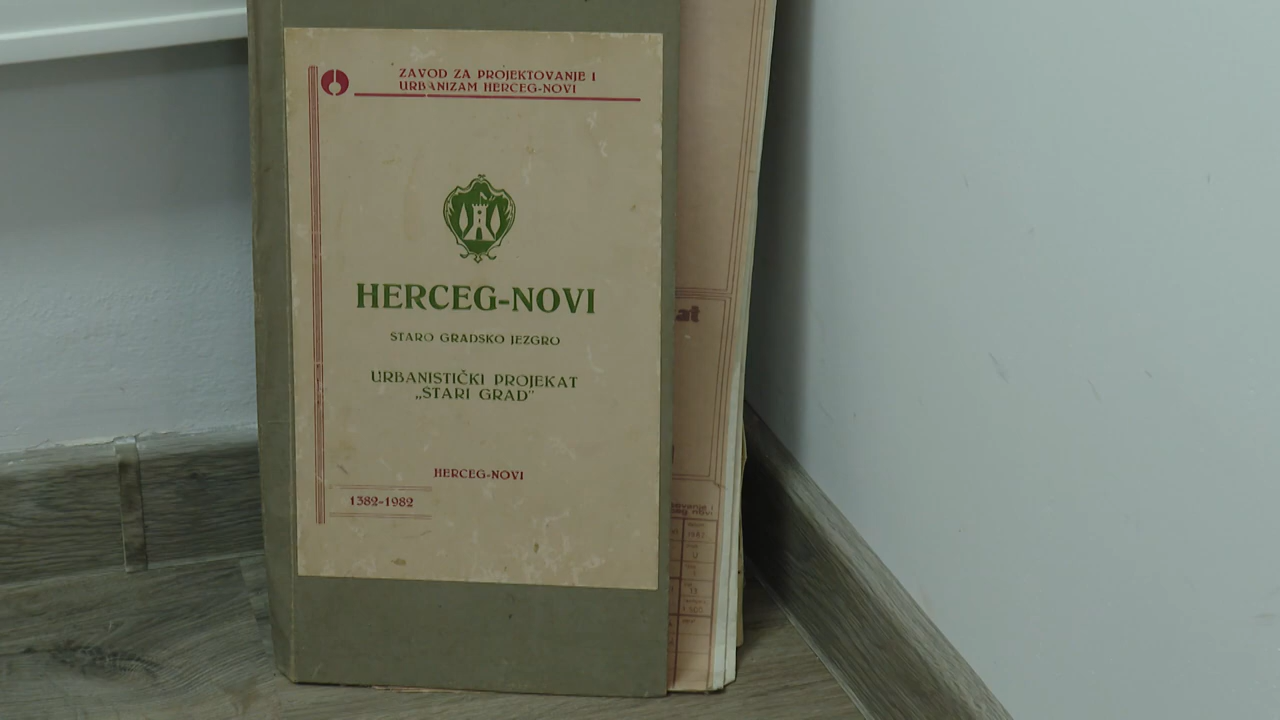 ZAVOD ZA PROJEKTOVANJE I
URBANIZAM HERCEG-NOVI
HERCEG-NOVI
STARO GRADSKO JEZGRO
URBANISTIČKI PROJEKAT
„STARI GRAD"
HERCEG-NOVI
1382-1982
at